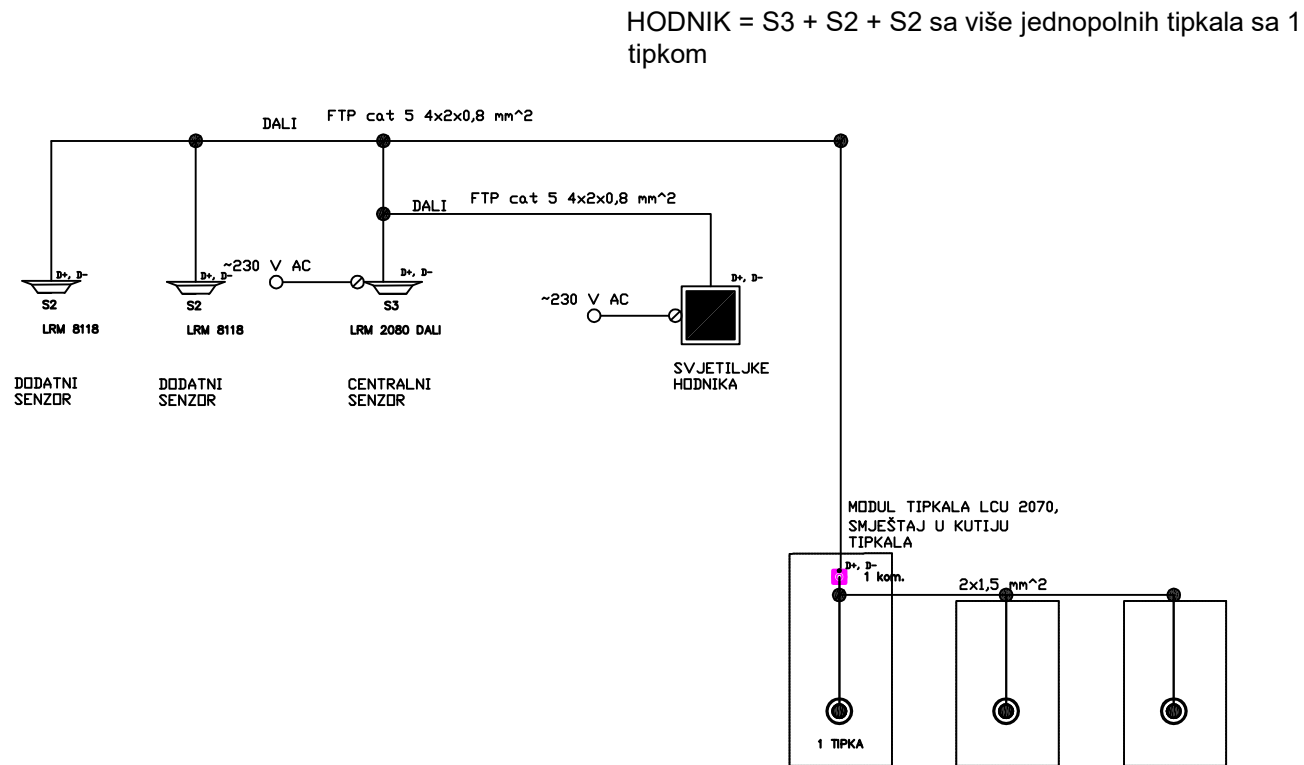 HODNIK = S3 + S2 + S2 sa više jednopolnih tipkala sa 1
tipkom
DALI
FTP cat 5 4x2x0,8 mm^2
DALI
FTP cat 5 4x2x0,8 mm^2
D+, D-
S2
LRM 8118
DODATNI
SENZOR
D+, D-
S2
LRM 8118
DODATNI
SENZOR
~230 V AC
D+, D-
S3
LRM 2080 DALI
CENTRALNI
SENZOR
~230 V AC
D+, D-
SVJETILJKE
HODNIKA
MODUL TIPKALA LCU 2070,
SMJEŠTAJ U KUTIJU
TIPKALA
D+, D-
1 kom.
2x1,5 mm^2
1 TIPKA